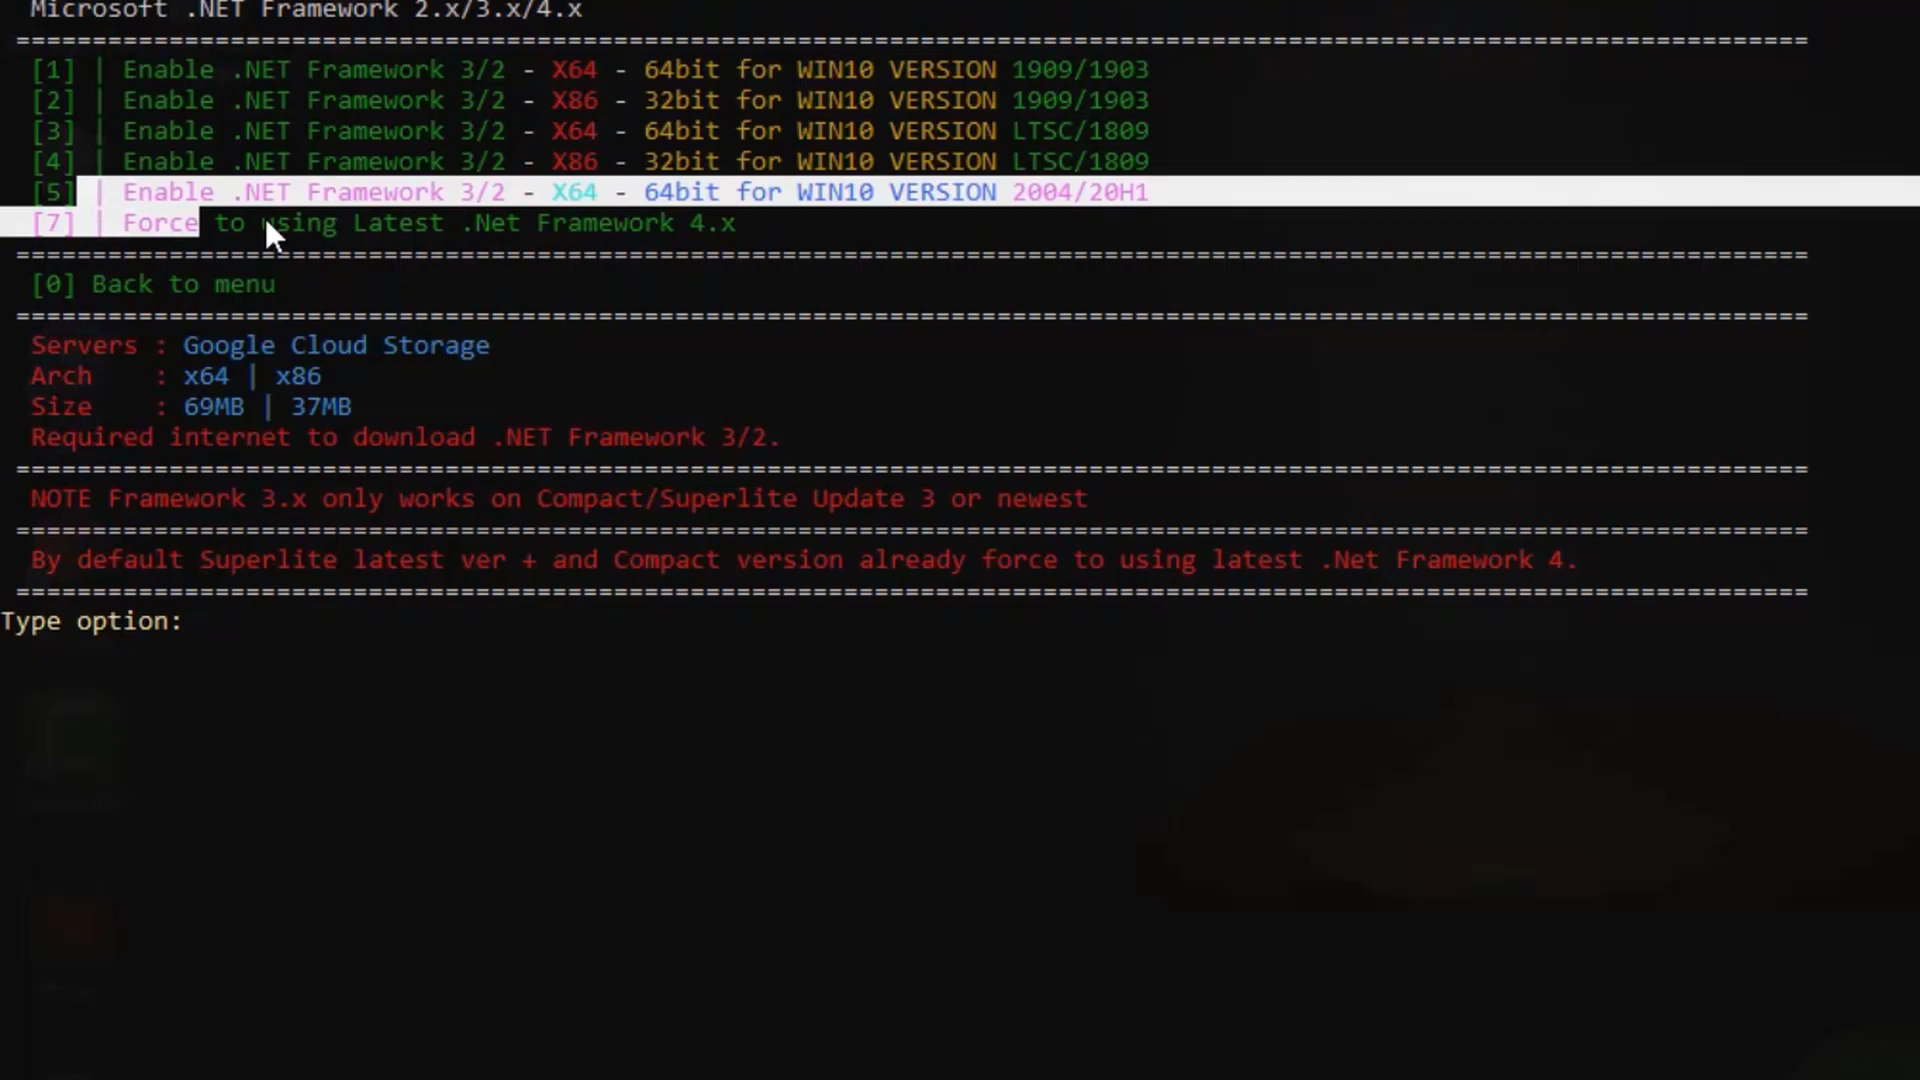 Microsoft .NET Framework 2.x/3.x/4.x
=====================================================================================================================
[1] | Enable .NET Framework 3/2 - X64 - 64bit for WIN10 VERSION 1909/1903
[2] | Enable .NET Framework 3/2 - X86 - 32bit for WIN10 VERSION 1909/1903
[3] | Enable .NET Framework 3/2 - X64 - 64bit for WIN10 VERSION LTSC/1809
[4] | Enable .NET Framework 3/2 - X86 - 32bit for WIN10 VERSION LTSC/1809
[5] | Enable .NET Framework 3/2 - X64 - 64bit for WIN10 VERSION 2004/20H1
[7] | Force to using Latest .Net Framework 4.x
=====================================================================================================================
[0] Back to menu
=====================================================================================================================
Servers : Google Cloud Storage
Arch    : x64 | x86
Size    : 69MB | 37MB
Required internet to download .NET Framework 3/2.
=====================================================================================================================
NOTE Framework 3.x only works on Compact/Superlite Update 3 or newest
=====================================================================================================================
By default Superlite latest ver + and Compact version already force to using latest .Net Framework 4.
=====================================================================================================================
Type option: